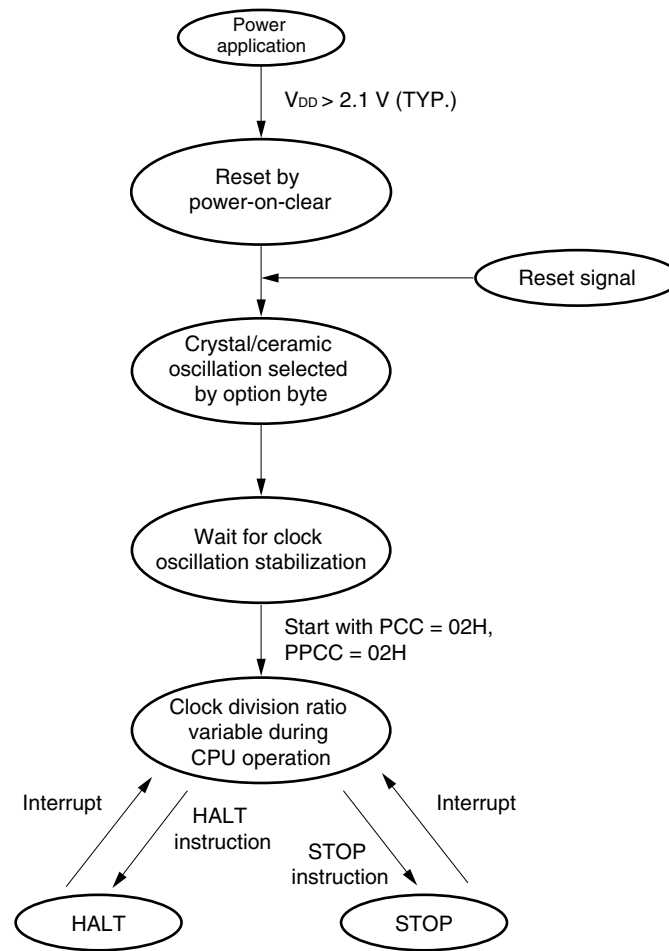 Power
application
VDD > 2.1 V (TYP.)
Reset by
power-on-clear
Reset signal
Crystal/ceramic
oscillation selected
by option byte
Wait for clock
oscillation stabilization
Start with PCC = 02H,
PPCC = 02H
Clock division ratio
variable during
CPU operation
Interrupt
HALT
instruction
STOP
instruction
Interrupt
HALT
STOP